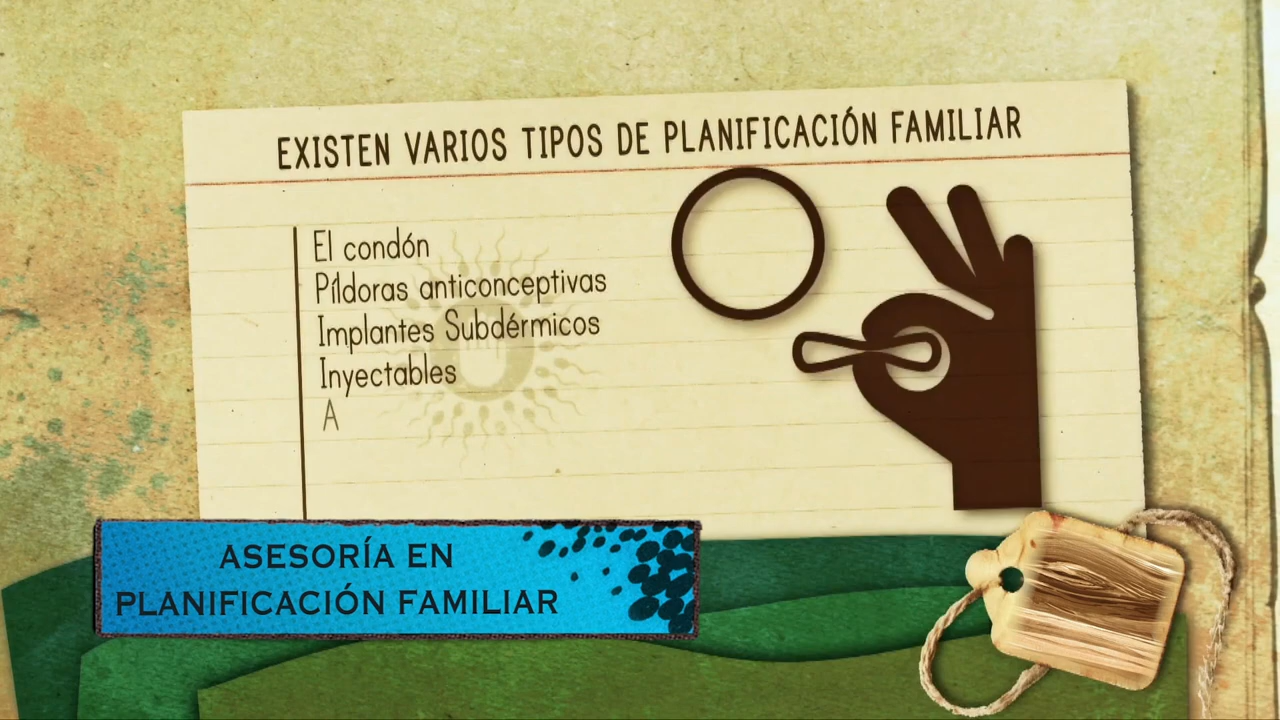 EXISTEN VARIOS TIPOS DE PLANIFICACIÓN FAMILIAR
El condón
Píldoras anticonceptivas
Implantes Subdérmicos
Inyectables
A
ASESORÍA EN
PLANIFICACIÓN FAMILIAR